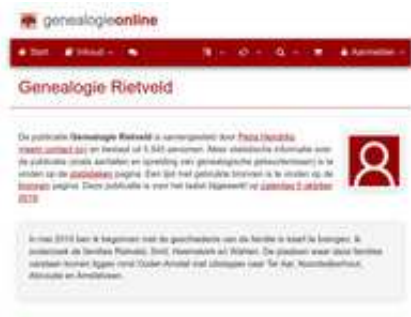 genealogieonline
Start Inhoud
Aanmelden
Genealogie Rietveld
De publicatie Genealogie Rietveld is samengesteld door Petra Hendriks
(neem contact op) en bestaat uit 5.545 personen. Meer statistische informatie over
de publicatie (zoals aantallen en spreiding van genealogische gebeurtenissen) is te
vinden op de statistieken pagina. Een lijst met gebruikte bronnen is te vinden op de
bronnen pagina. Deze publicatie is voor het laatst bijgewerkt op zaterdag 5 oktober
2019
In mei 2010 ben ik begonnen met de geschiedenis van de familie in kaart te brengen. Ik
onderzoek de families Rietveld, Smit, Heemskerk en Wilting. De plaatsen waar deze families
vandaan komen liggen rond Ouder-Amstel met uitstapjes naar Ter Aar, Noordwijkerhout,
Abcoude en Amstelveen.